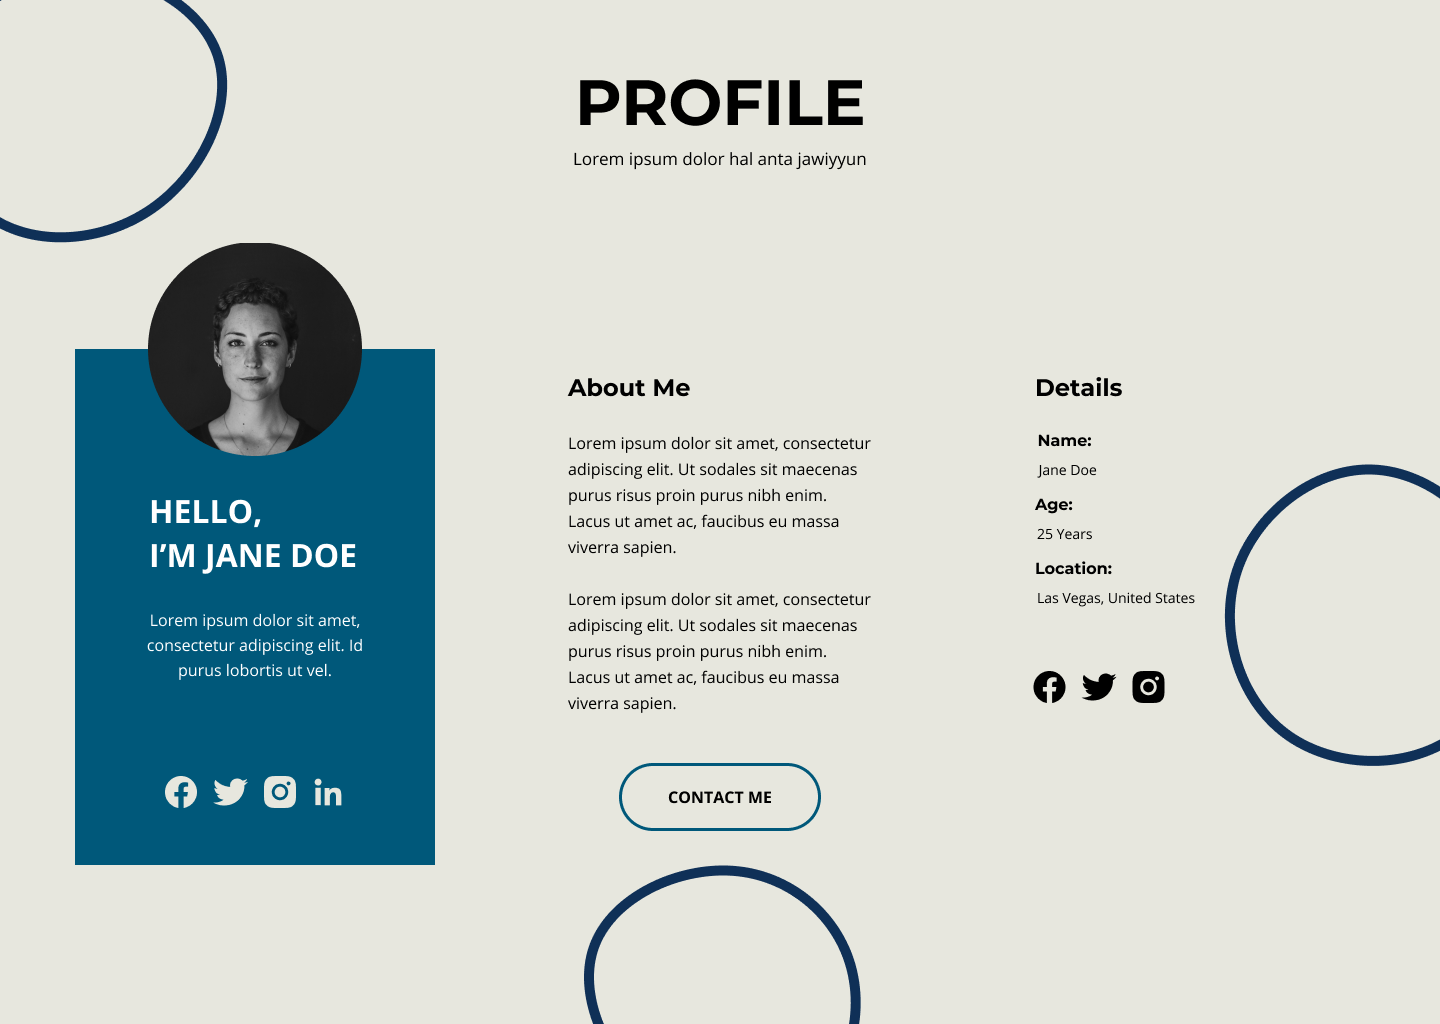 PROFILE
Lorem ipsum dolor hal anta jawiyyun
HELLO,
I’M JANE DOE
Lorem ipsum dolor sit amet,
consectetur adipiscing elit. Id
purus lobortis ut vel.
in
About Me
Lorem ipsum dolor sit amet, consectetur
adipiscing elit. Ut sodales sit maecenas
purus risus proin purus nibh enim.
Lacus ut amet ac, faucibus eu massa
viverra sapien.
Lorem ipsum dolor sit amet, consectetur
adipiscing elit. Ut sodales sit maecenas
purus risus proin purus nibh enim.
Lacus ut amet ac, faucibus eu massa
viverra sapien.
CONTACT ME
Details
Name:
Jane Doe
Age:
25 Years
Location:
Las Vegas, United States